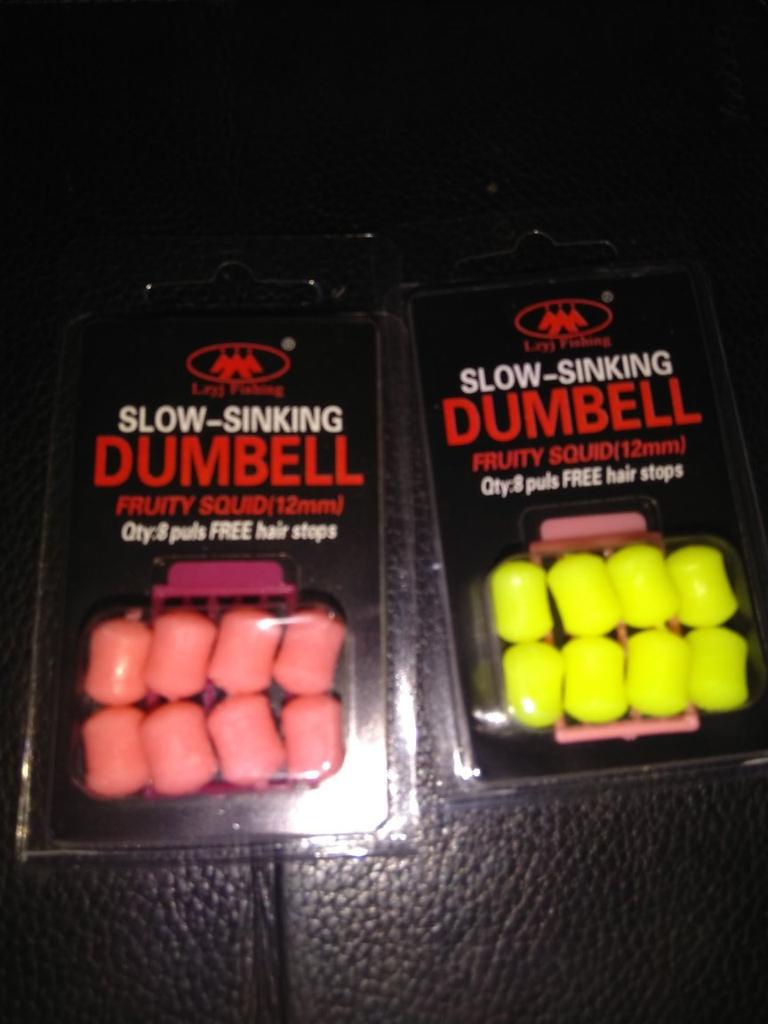 Lzyj Fishing
SLOW-SINKING
DUMBELL
FRUITY SQUID(12mm)
Qty:8 puls FREE hair stops
Lzyj Fishing
SLOW-SINKING
DUMBELL
FRUITY SQUID(12mm)
Qty:8 puls FREE hair stops